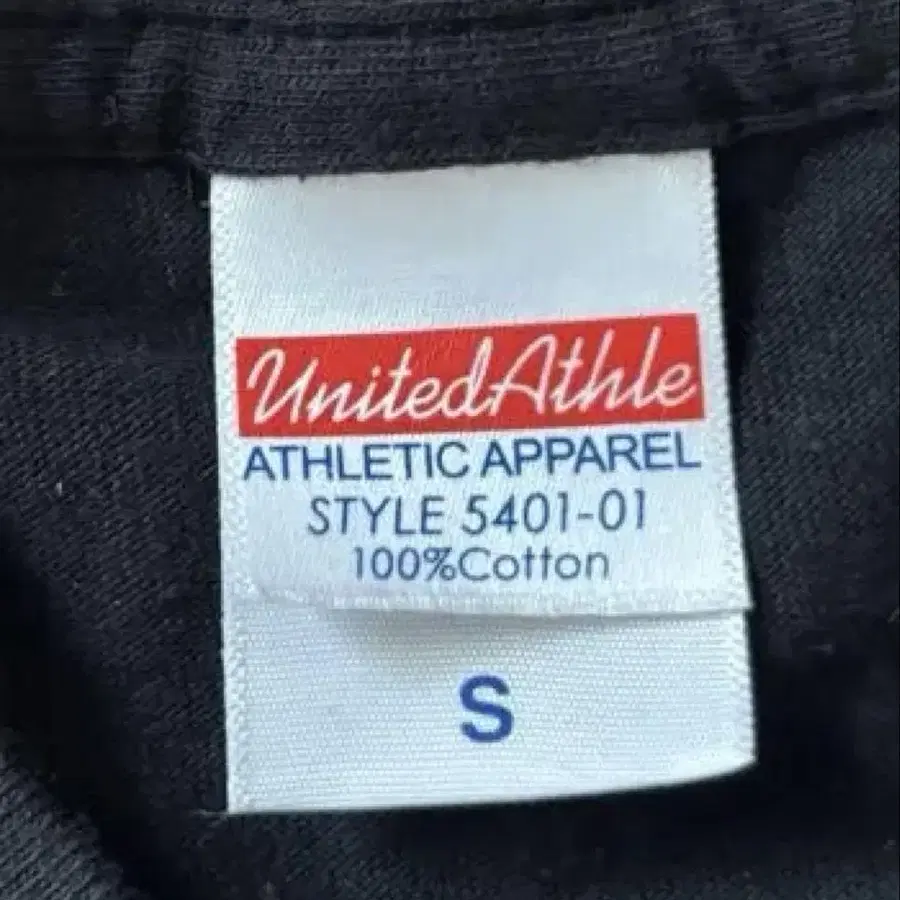 UnitedAthle
ATHLETIC APPAREL
STYLE 5401-01
100%Cotton
S